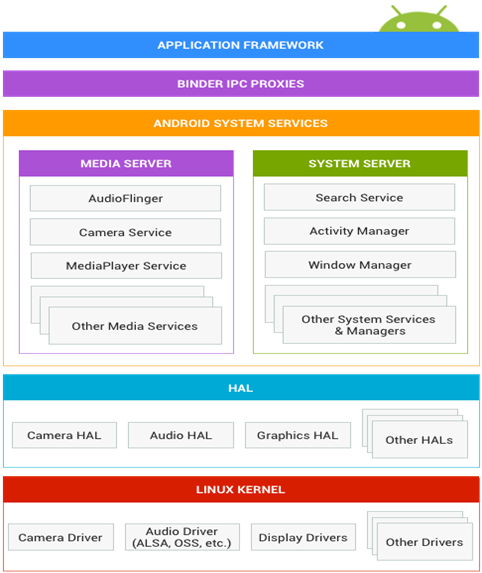 APPLICATION FRAMEWORK
BINDER IPC PROXIES
ANDROID SYSTEM SERVICES
MEDIA SERVER
AudioFlinger
Camera Service
MediaPlayer Service
Other Media Services
SYSTEM SERVER
Search Service
Activity Manager
Window Manager
Other System Services
& Managers
HAL
Camera HAL
Audio HAL
Graphics HAL
Other HALs
LINUX KERNEL
Camera Driver
Audio Driver
(ALSA, OSS, etc.)
Display Drivers
Other Drivers